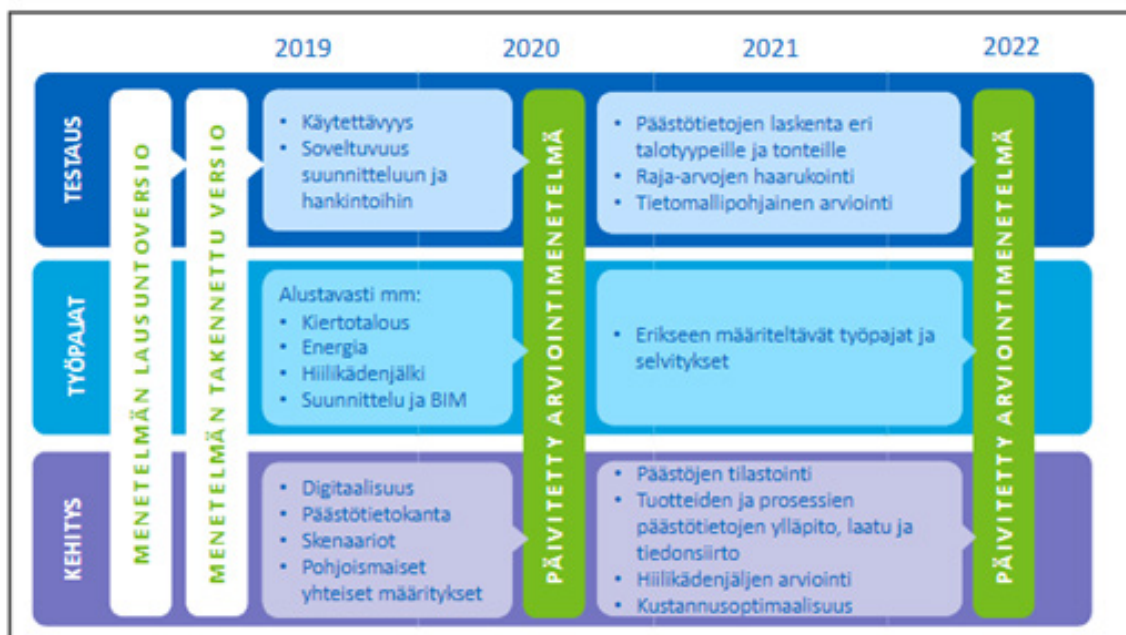 2019 2020 2021 2022
TESTAUS
MENETELMÄN LAUSUNTOVERSIO
MENETELMÄN TAKENNETTU VERSIO
• Käytettävyys
• Soveltuvuus
suunnitteluun ja
hankintoihin
PÄIVITETTY ARVIOINTIMENETELMÄ
• Päästötietojen laskenta eri
talotyypeille ja tonteille
• Raja-arvojen haarukointi
• Tietomallipohjainen arviointi
PÄIVITETTY ARVIOINTIMENETELMÄ
TYÖPAJAT
Alustavasti mm:
• Kiertotalous
• Energia
• Hiilikädenjälki
• Suunnittelu ja BIM
• Erikseen määriteltävät työpajat ja
selvitykset
KEHITYS
• Digitaalisuus
• Päästötietokanta
• Skenaariot
• Pohjoismaiset
yhteiset määritykset
• Päästöjen tilastointi
• Tuotteiden ja prosessien
päästötietojen ylläpito, laatu ja
tiedonsiirto
• Hiilikädenjäljen arviointi
• Kustannusoptimaalisuus